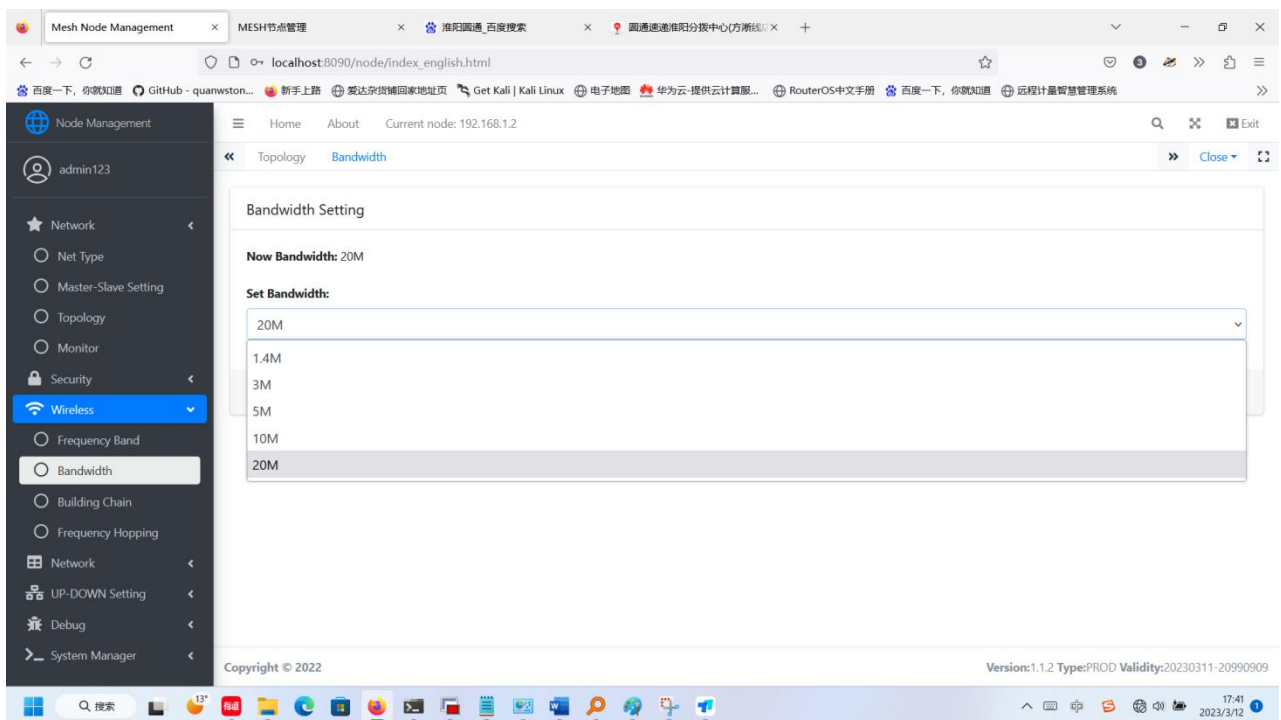 Mesh Node Management
MESH节点管理
淮阳圆通_百度搜索
圆通速递淮阳分拨中心(方淅线
localhost:8090/node/index_english.html
3
百度一下，你就知道
GitHub - quanwston...
新手上路
爱达杂货铺回家地址页
Get Kali | Kali Linux
电子地图
华为云-提供云计算服...
RouterOS中文手册
百度一下，你就知道
远程计量智慧管理系统
Node Management
Home
About
Current node: 192.168.1.2
Exit
admin123
Topology
Bandwidth
Close
Network
Net Type
Master-Slave Setting
Topology
Monitor
Security
Wireless
Frequency Band
Bandwidth
Building Chain
Frequency Hopping
Network
UP-DOWN Setting
Debug
System Manager
Bandwidth Setting
Now Bandwidth: 20M
Set Bandwidth:
20M
1.4M
3M
5M
10M
20M
Copyright © 2022
Version:1.1.2 Type:PROD Validity:20230311-20990909
搜索
13°
中
17:41
2023/3/12
1